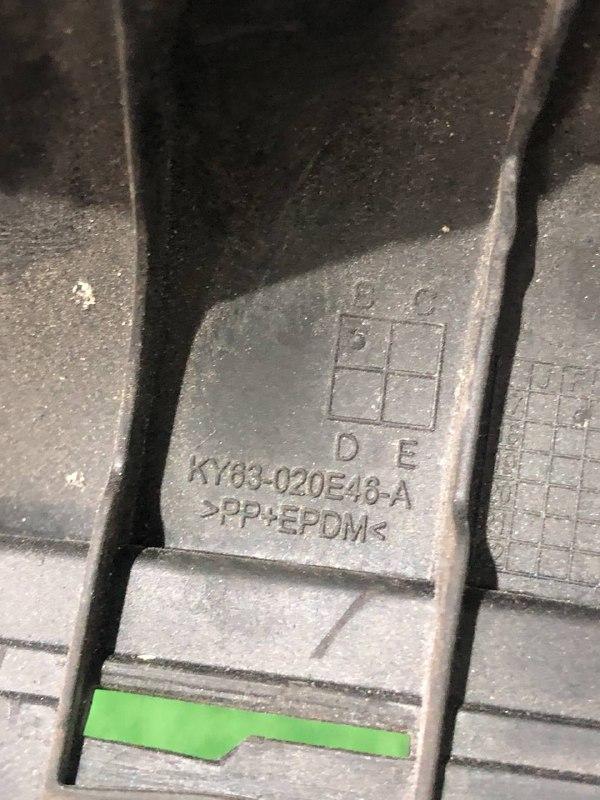 B C
D E
KY63-020E46-A
>PP+EPDM<